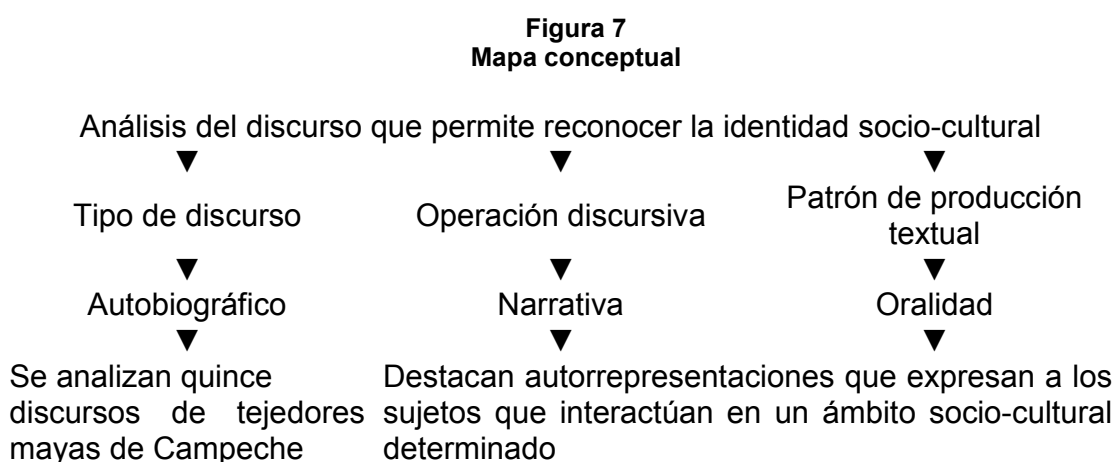 Figura 7
Mapa conceptual
Análisis del discurso que permite reconocer la identidad socio-cultural
Tipo de discurso
Operación discursiva
Patrón de producción
textual
Autobiográfico
Narrativa
Oralidad
Se analizan quince
discursos de tejedores
mayas de Campeche
Destacan autorrepresentaciones que expresan a los
sujetos que interactúan en un ámbito socio-cultural
determinado